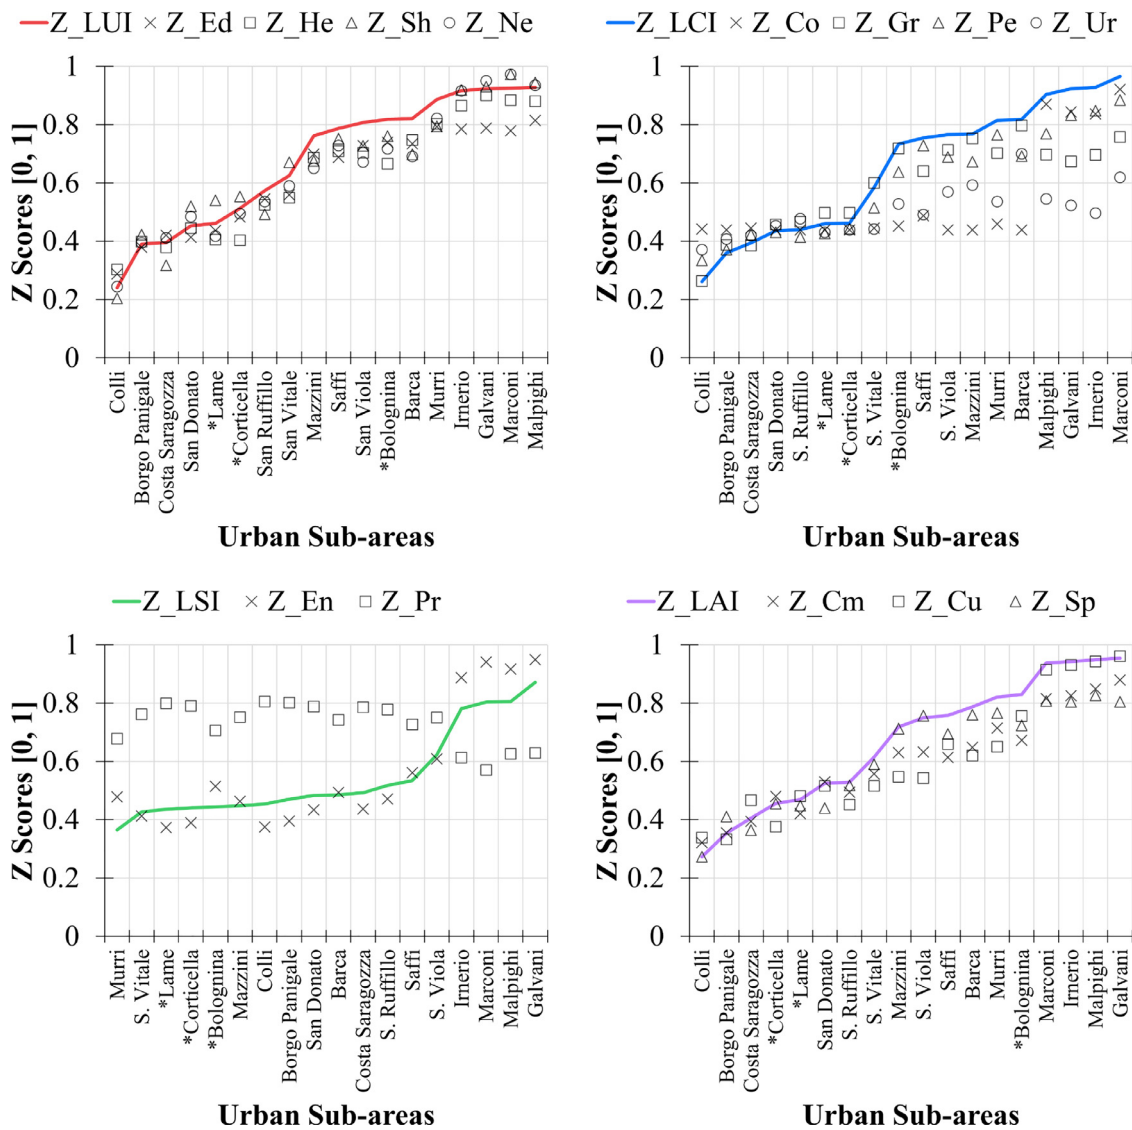 Z_LUI Z_Ed Z_He Z_Sh Z_Ne
Z Scores [0, 1]
1
0.8
0.6
0.4
0.2
0
Colli
Borgo Panigale
Costa Saragozza
San Donato
*Lame
*Corticella
San Ruffillo
San Vitale
Mazzini
Saffi
San Viola
*Bolognina
Barca
Murri
Irnerio
Galvani
Marconi
Malpighi
Urban Sub-areas
Z_LCI Z_Co Z_Gr Z_Pe Z_Ur
Z Scores [0, 1]
1
0.8
0.6
0.4
0.2
0
Colli
Borgo Panigale
Costa Saragozza
San Donato
S. Ruffillo
*Lame
*Corticella
S. Vitale
*Bolognina
Saffi
S. Viola
Mazzini
Murri
Barca
Malpighi
Galvani
Irnerio
Marconi
Urban Sub-areas
Z_LSI Z_En Z_Pr
Z Scores [0, 1]
1
0.8
0.6
0.4
0.2
0
Murri
S. Vitale
*Lame
*Corticella
*Bolognina
Mazzini
Colli
Borgo Panigale
San Donato
Barca
Costa Saragozza
S. Ruffillo
Saffi
S. Viola
Irnerio
Marconi
Malpighi
Galvani
Urban Sub-areas
Z_LAI Z_Cm Z_Cu Z_Sp
Z Scores [0, 1]
1
0.8
0.6
0.4
0.2
0
Colli
Borgo Panigale
Costa Saragozza
*Corticella
*Lame
San Donato
S. Ruffillo
S. Vitale
Mazzini
S. Viola
Saffi
Barca
Murri
*Bolognina
Marconi
Irnerio
Malpighi
Galvani
Urban Sub-areas